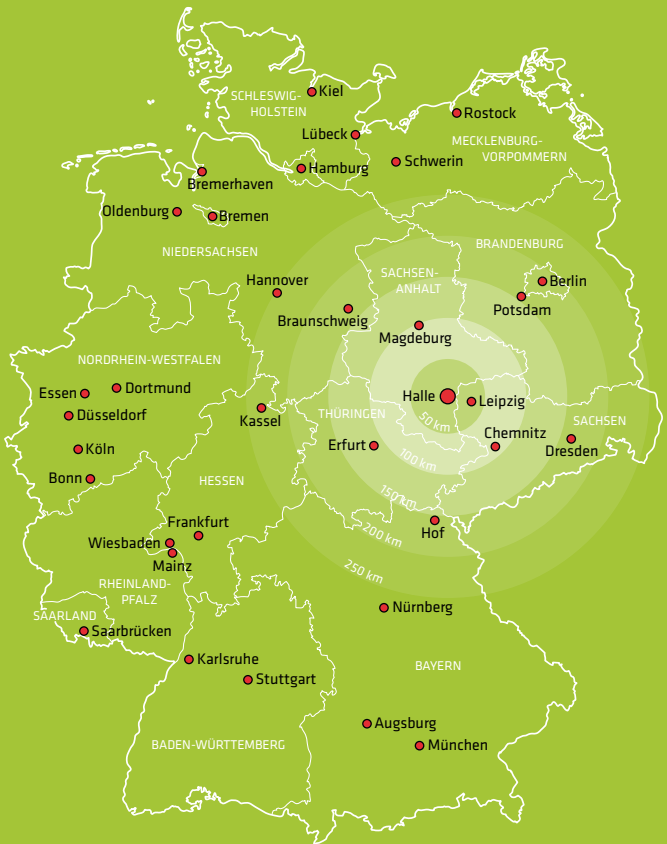 Kiel
SCHLESWIG-
HOLSTEIN
Rostock
Lübeck
MECKLENBURG-
VORPOMMERN
Schwerin
Hamburg
Bremerhaven
Oldenburg
Bremen
NIEDERSACHSEN
BRANDENBURG
SACHSEN-
ANHALT
Hannover
Berlin
Potsdam
Braunschweig
Magdeburg
NORDRHEIN-WESTFALEN
Essen
Dortmund
Halle
Leipzig
Düsseldorf
Kassel
THÜRINGEN
50 km
SACHSEN
Chemnitz
Erfurt
Dresden
Köln
100 km
Bonn
HESSEN
150 km
Frankfurt
Hof
200 km
Wiesbaden
Mainz
250 km
RHEINLAND-
PFALZ
Nürnberg
SAARLAND
Saarbrücken
Karlsruhe
BAYERN
Stuttgart
Augsburg
BADEN-WÜRTTEMBERG
München